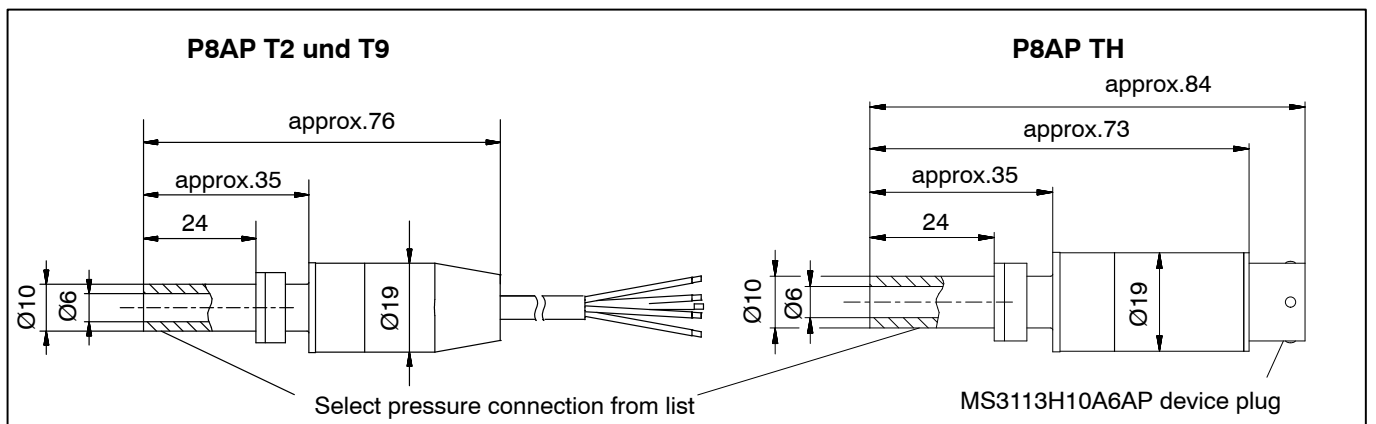 P8AP T2 und T9
approx.76
approx.35
24
Ø10
Ø6
Ø19
P8AP TH
approx.84
approx.73
approx.35
24
Ø10
Ø6
Ø19
Select pressure connection from list
MS3113H10A6AP device plug